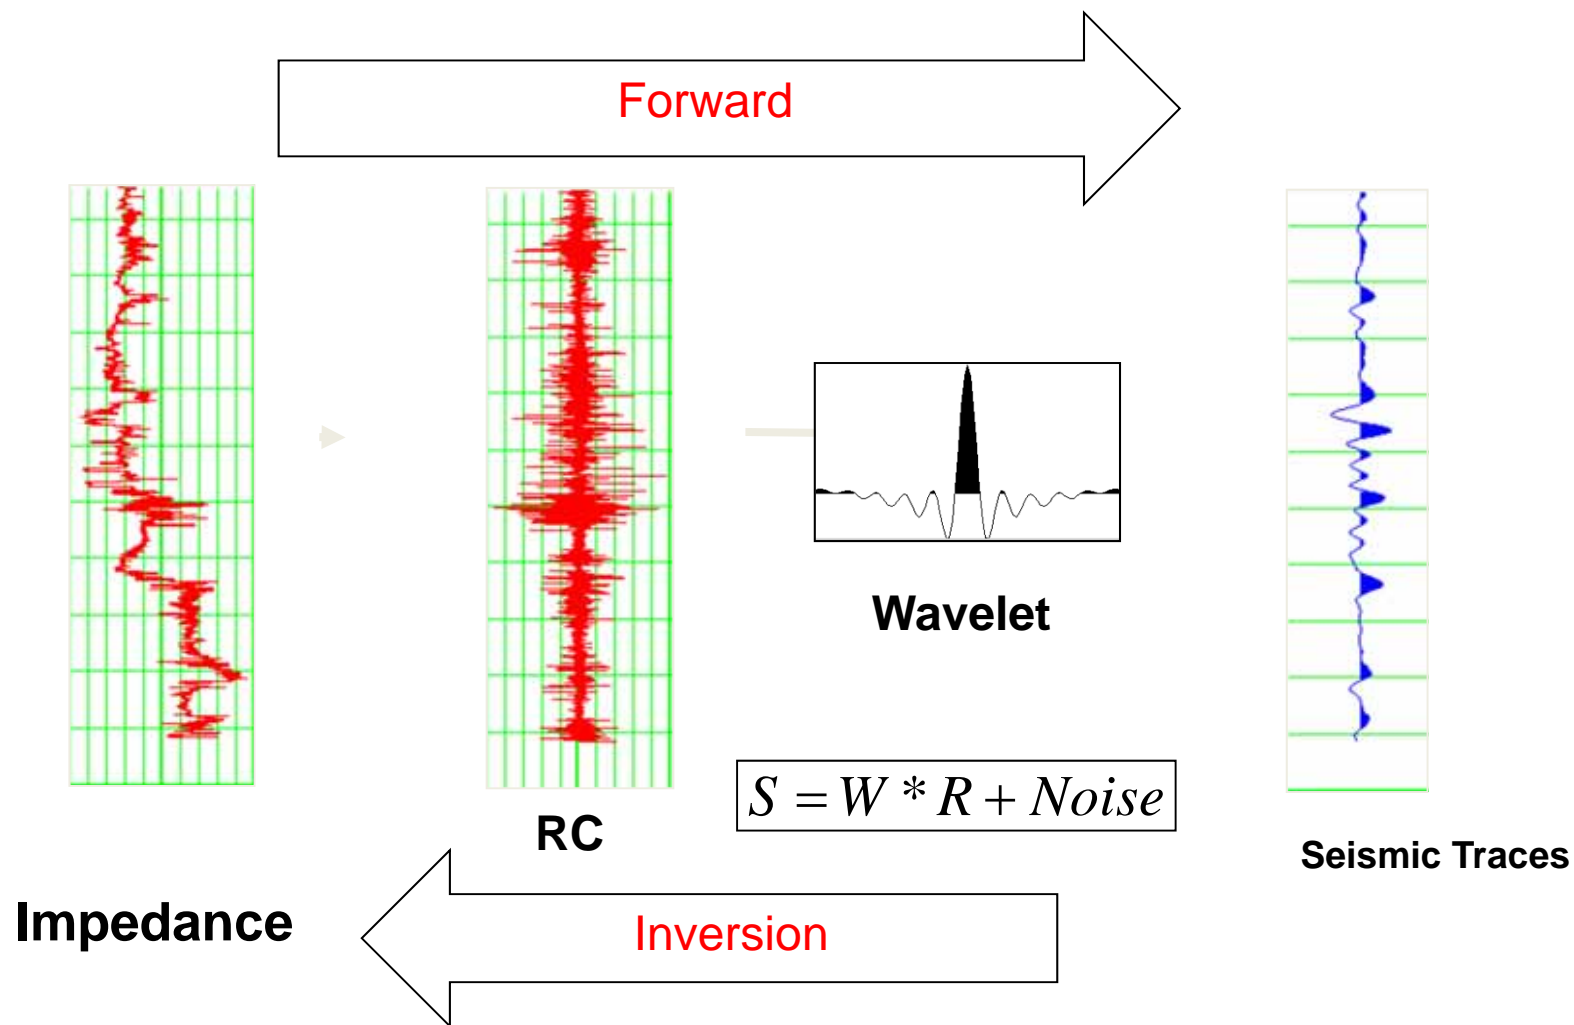 Forward
Wavelet
S = W * R + Noise
RC
Seismic Traces
Impedance
Inversion